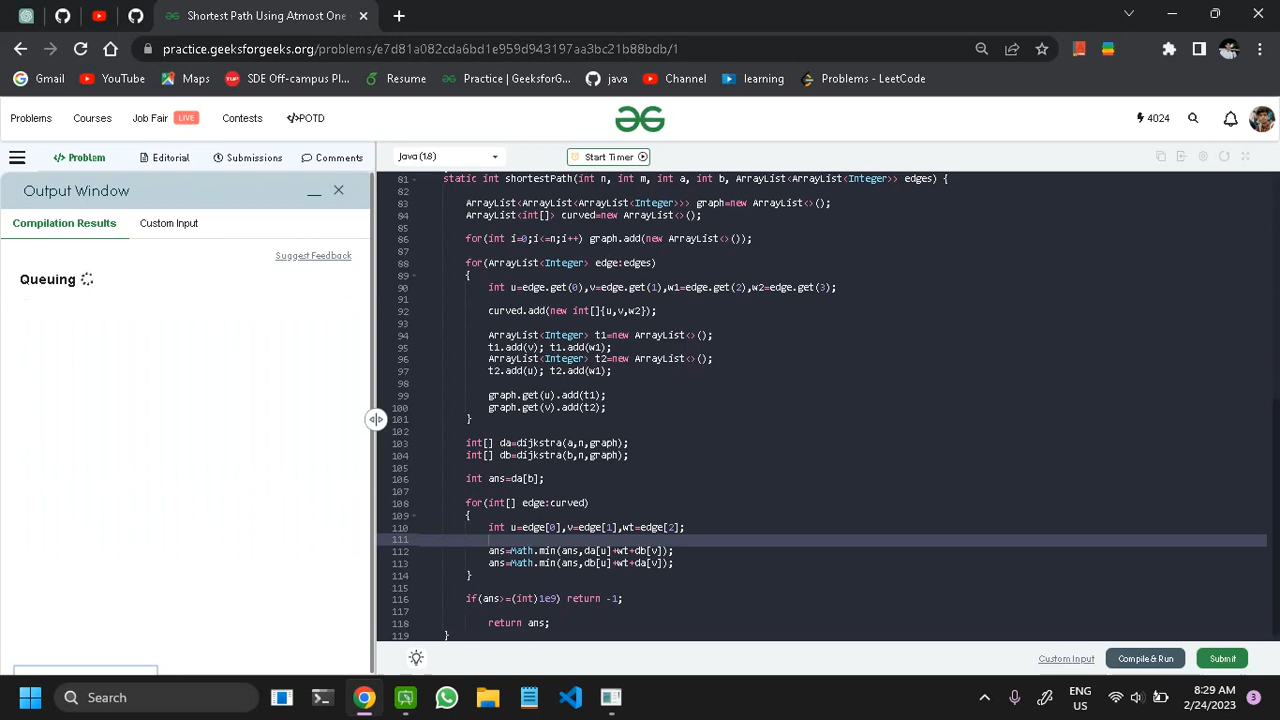 Shortest Path Using Atmost One
practice.geeksforgeeks.org/problems/e7d81a082cda6bd1e959d943197aa3bc21b88bdb/1
Gmail YouTube Maps SDE Off-campus Pl... Resume Practice | GeeksforG... java Channel learning Problems - LeetCode
Problems Courses Job Fair LIVE Contests </>POTD 4024
</> Problem Editorial Submissions Comments Java (1.8) Start Timer
Output Window
Compilation Results Custom Input
Suggest Feedback
Queuing
81 static int shortestPath(int n, int m, int a, int b, ArrayList<ArrayList<Integer>> edges) {
82
83 ArrayList<ArrayList<ArrayList<Integer>>> graph=new ArrayList<>();
84 ArrayList<int[]> curved=new ArrayList<>();
85
86 for(int i=0;i<=n;i++) graph.add(new ArrayList<>());
87
88 for(ArrayList<Integer> edge:edges)
89 {
90 int u=edge.get(0),v=edge.get(1),w1=edge.get(2),w2=edge.get(3);
91
92 curved.add(new int[]{u,v,w2});
93
94 ArrayList<Integer> t1=new ArrayList<>();
95 t1.add(v); t1.add(w1);
96 ArrayList<Integer> t2=new ArrayList<>();
97 t2.add(u); t2.add(w1);
98
99 graph.get(u).add(t1);
100 graph.get(v).add(t2);
101 }
102
103 int[] da=dijkstra(a,n,graph);
104 int[] db=dijkstra(b,n,graph);
105
106 int ans=da[b];
107
108 for(int[] edge:curved)
109 {
110 int u=edge[0],v=edge[1],wt=edge[2];
111
112 ans=Math.min(ans,da[u]+wt+db[v]);
113 ans=Math.min(ans,db[u]+wt+da[v]);
114 }
115
116 if(ans>=(int)1e9) return -1;
117
118 return ans;
119 }
Custom Input Compile & Run Submit
Search
ENG
US
8:29 AM
2/24/2023
3